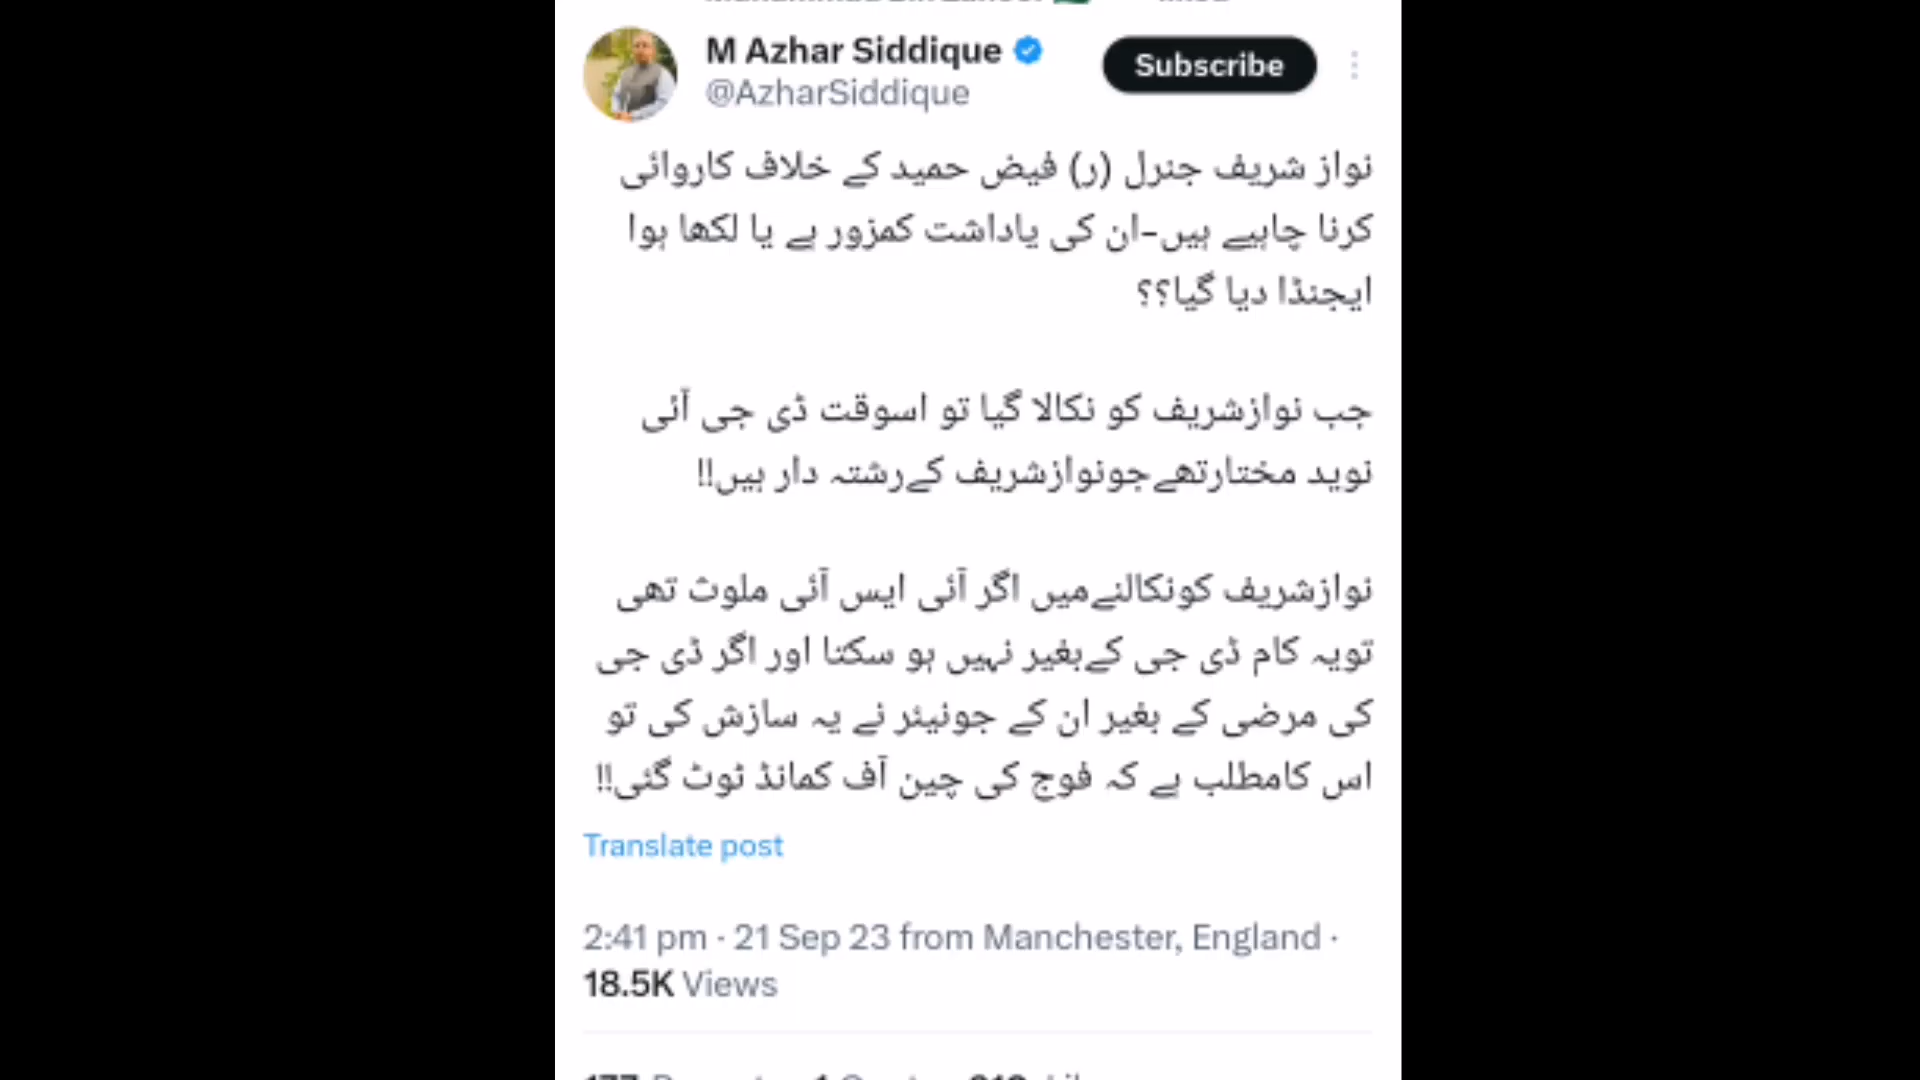 M Azhar Siddique
Subscribe
@AzharSiddique
نواز شریف جنرل (ر) فیض حمید کے خلاف کاروائی
کرنا چاہیے ہیں-ان کی یاداشت کمزور ہے یا لکھا ہوا
ایجنڈا دیا گیا؟؟
جب نوازشریف کو نکالا گیا تو اسوقت ڈی جی آئی
نوید مختارتھےجونوازشریف کےرشتہ دار ہیں!!
نوازشریف کونکالنےمیں اگر آئی ایس آئی ملوث تھی
تویہ کام ڈی جی کےبغیر نہیں ہو سکتا اور اگر ڈی جی
کی مرضی کے بغیر ان کے جونیئر نے یہ سازش کی تو
اس کامطلب ہے کہ فوج کی چین آف کمانڈ ٹوٹ گئی!!
Translate post
2:41 pm · 21 Sep 23 from Manchester, England ·
18.5K Views